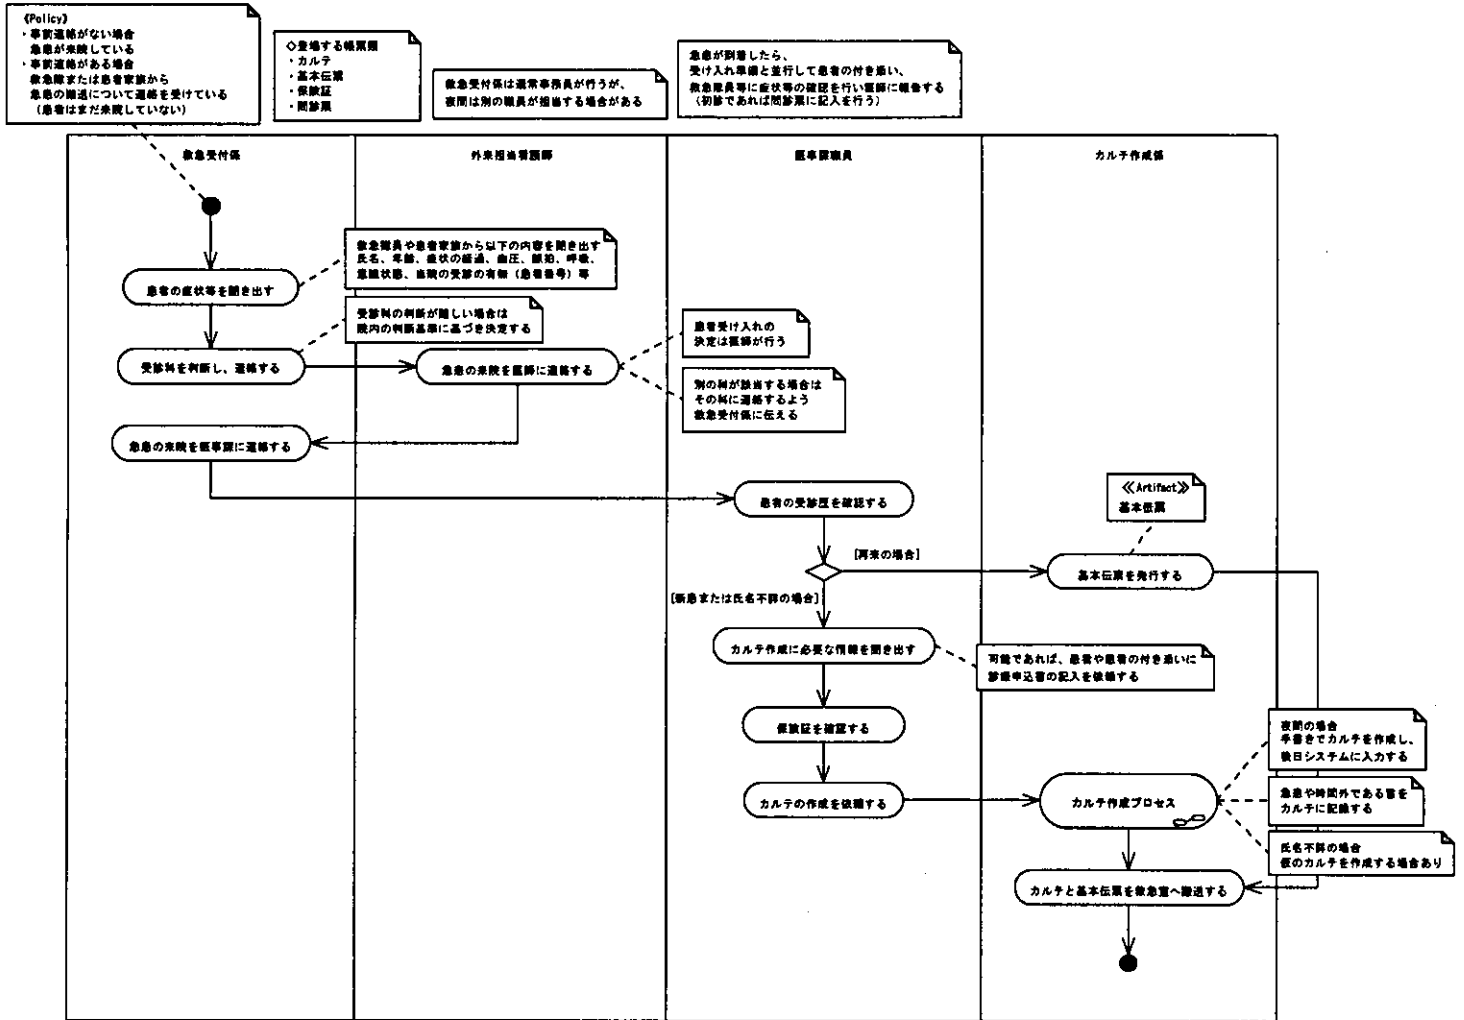 《Policy》
・事前連絡がない場合
急患が来院している
・事前連絡がある場合
救急隊または患者家族から
急患の搬送について連絡を受けている
（患者はまだ来院していない）
◇登場する帳票類
・カルテ
・基本伝票
・保険証
・問診票
救急受付係は通常事務員が行うが、
夜間は別の職員が担当する場合がある
急患が到着したら、
受け入れ準備と並行して患者の付き添い、
救急隊員等に症状等の確認を行い医師に報告する
（初診であれば問診票に記入を行う）
救急受付係
外来担当看護師
医事課職員
カルテ作成係
救急隊員や患者家族から以下の内容を聞き出す
氏名、年齢、症状の経過、血圧、脈拍、呼吸、
意識状態、当院の受診の有無（患者番号）等
患者の症状等を聞き出す
受診科の判断が難しい場合は
院内の判断基準に基づき決定する
患者受け入れの
決定は医師が行う
受診科を判断し、連絡する
急患の来院を医師に連絡する
別の科が該当する場合は
その科に連絡するよう
救急受付係に伝える
急患の来院を医事課に連絡する
患者の受診歴を確認する
≪Artifact≫
基本伝票
[再来の場合]
基本伝票を発行する
[新患または氏名不詳の場合]
カルテ作成に必要な情報を聞き出す
可能であれば、患者や患者の付き添いに
診療申込書の記入を依頼する
保険証を確認する
夜間の場合
手書きでカルテを作成し、
後日システムに入力する
カルテの作成を依頼する
カルテ作成プロセス
急患や時間外である旨を
カルテに記録する
氏名不詳の場合
仮のカルテを作成する場合あり
カルテと基本伝票を救急室へ搬送する